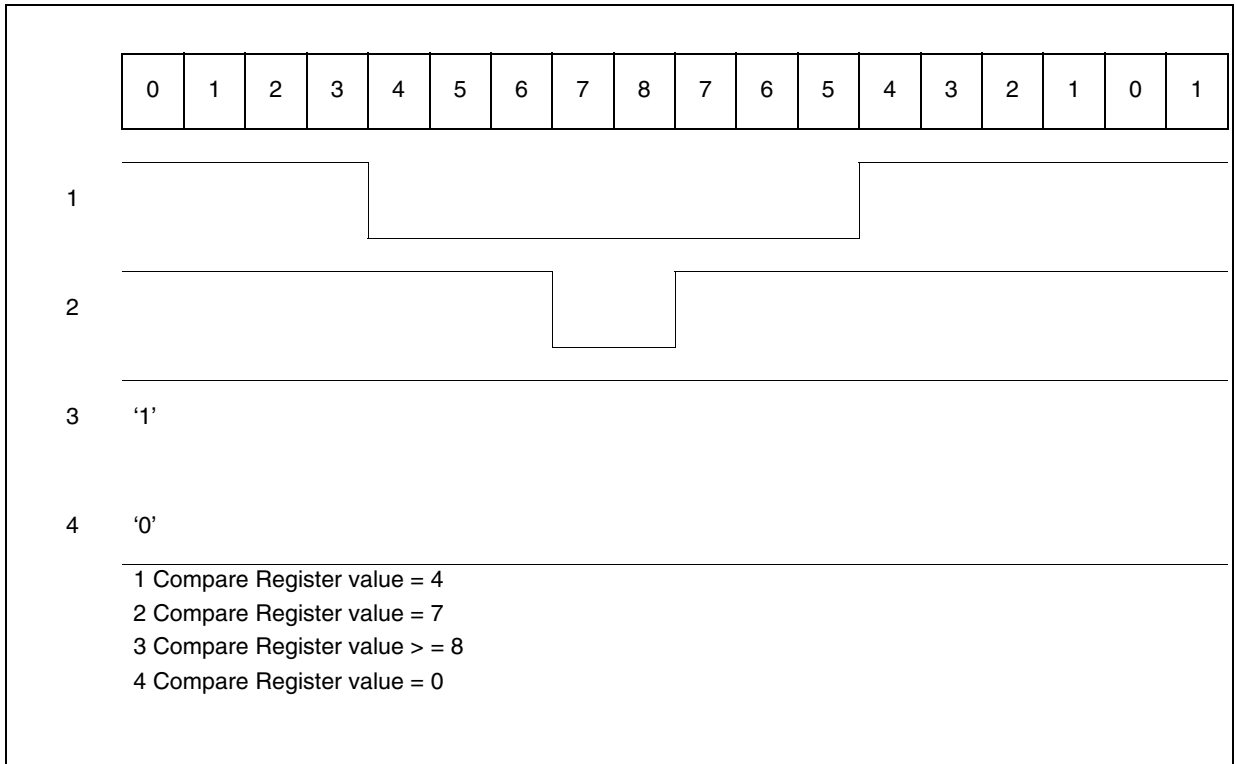 0 1 2 3 4 5 6 7 8 7 6 5 4 3 2 1 0 1
1
2
3 ‘1’
4 ‘0’
1 Compare Register value = 4
2 Compare Register value = 7
3 Compare Register value > = 8
4 Compare Register value = 0